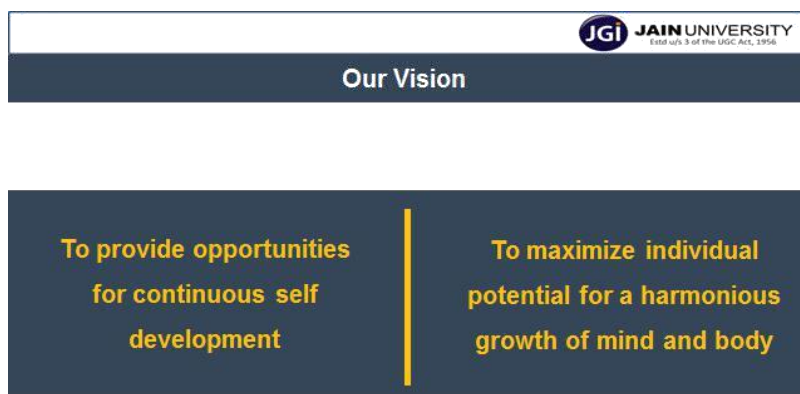 JGi JAIN UNIVERSITY
Estd u/s 3 of the UGC Act, 1956
Our Vision
To provide opportunities
for continuous self
development
To maximize individual
potential for a harmonious
growth of mind and body